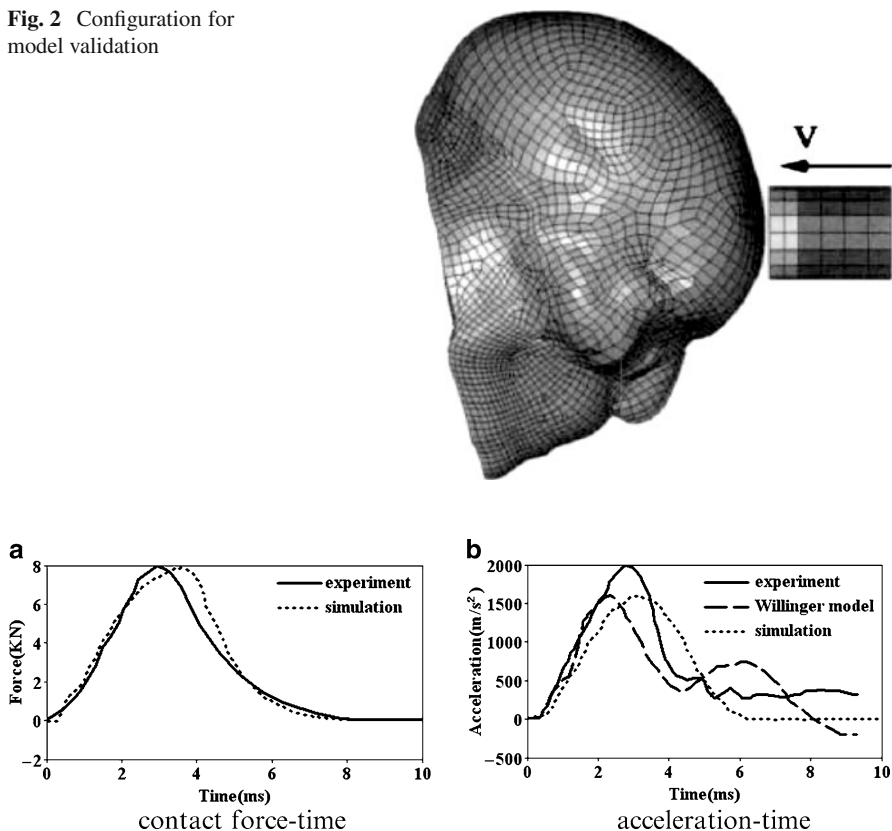 Fig. 2 Configuration for
model validation
V
a
8
6
4
2
0
−2
Force(KN)
experiment
simulation
0 2 4 6 8 10
Time(ms)
contact force-time
b
2000
1500
1000
500
0
−500
Acceleration(m/s²)
experiment
Willinger model
simulation
0 2 4 6 8 10
Time(ms)
acceleration-time